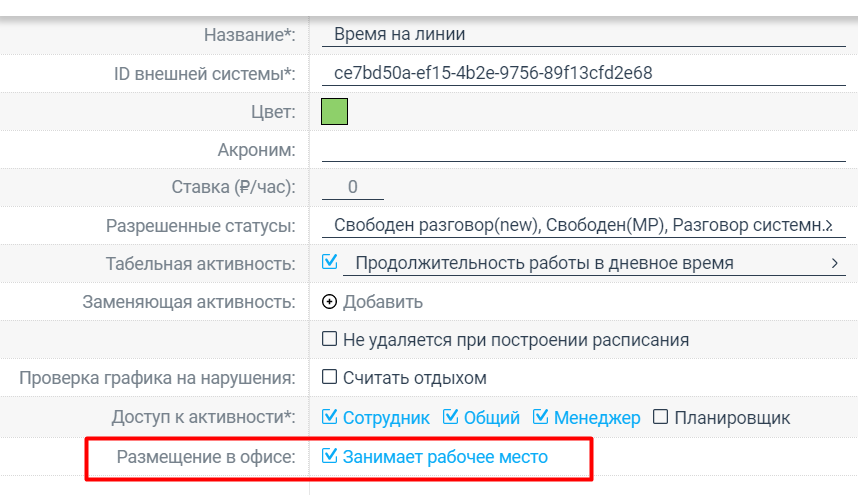 Название*: Время на линии
ID внешней системы*: ce7bd50a-ef15-4b2e-9756-89f13cfd2e68
Цвет:
Акроним:
Ставка (₽/час): 0
Разрешенные статусы: Свободен разговор(new), Свободен(МР), Разговор системн...
Табельная активность: Продолжительность работы в дневное время
Заменяющая активность: Добавить
Не удаляется при построении расписания
Проверка графика на нарушения: Считать отдыхом
Доступ к активности*: Сотрудник Общий Менеджер Планировщик
Размещение в офисе: Занимает рабочее место